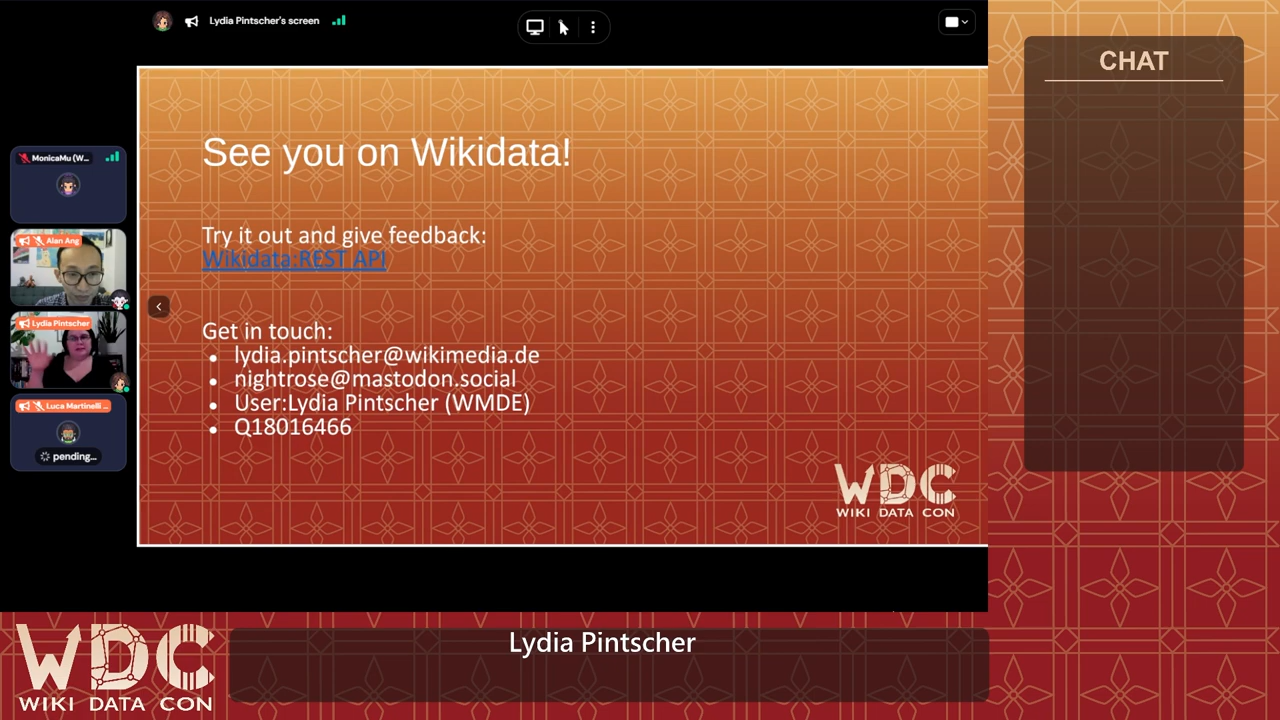 Lydia Pintscher's screen
MonicaMu (W...
Alan Ang
Lydia Pintscher
Luca Martinelli ...
pending...
See you on Wikidata!
Try it out and give feedback:
Wikidata:REST API
Get in touch:
lydia.pintscher@wikimedia.de
nightrose@mastodon.social
User:Lydia Pintscher (WMDE)
Q18016466
WDC
WIKI DATA CON
CHAT
WDC
WIKI DATA CON
Lydia Pintscher